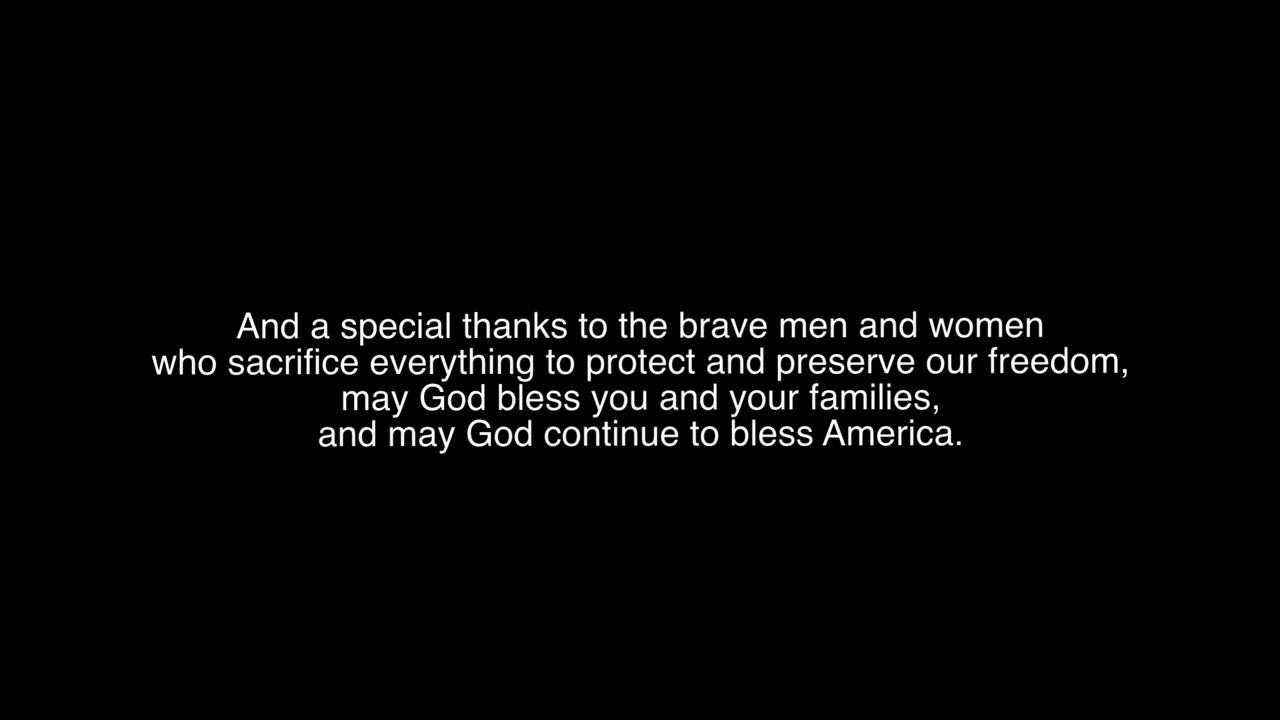 And a special thanks to the brave men and women
who sacrifice everything to protect and preserve our freedom,
may God bless you and your families,
and may God continue to bless America.